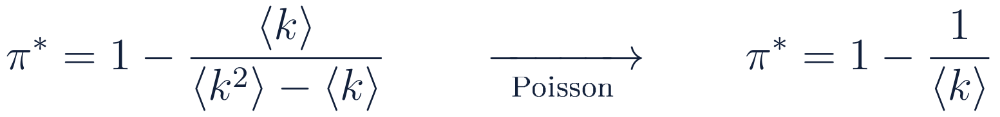 π* = 1 − ⟨k⟩ / (⟨k²⟩ − ⟨k⟩) ⟶ Poisson π* = 1 − 1 / ⟨k⟩